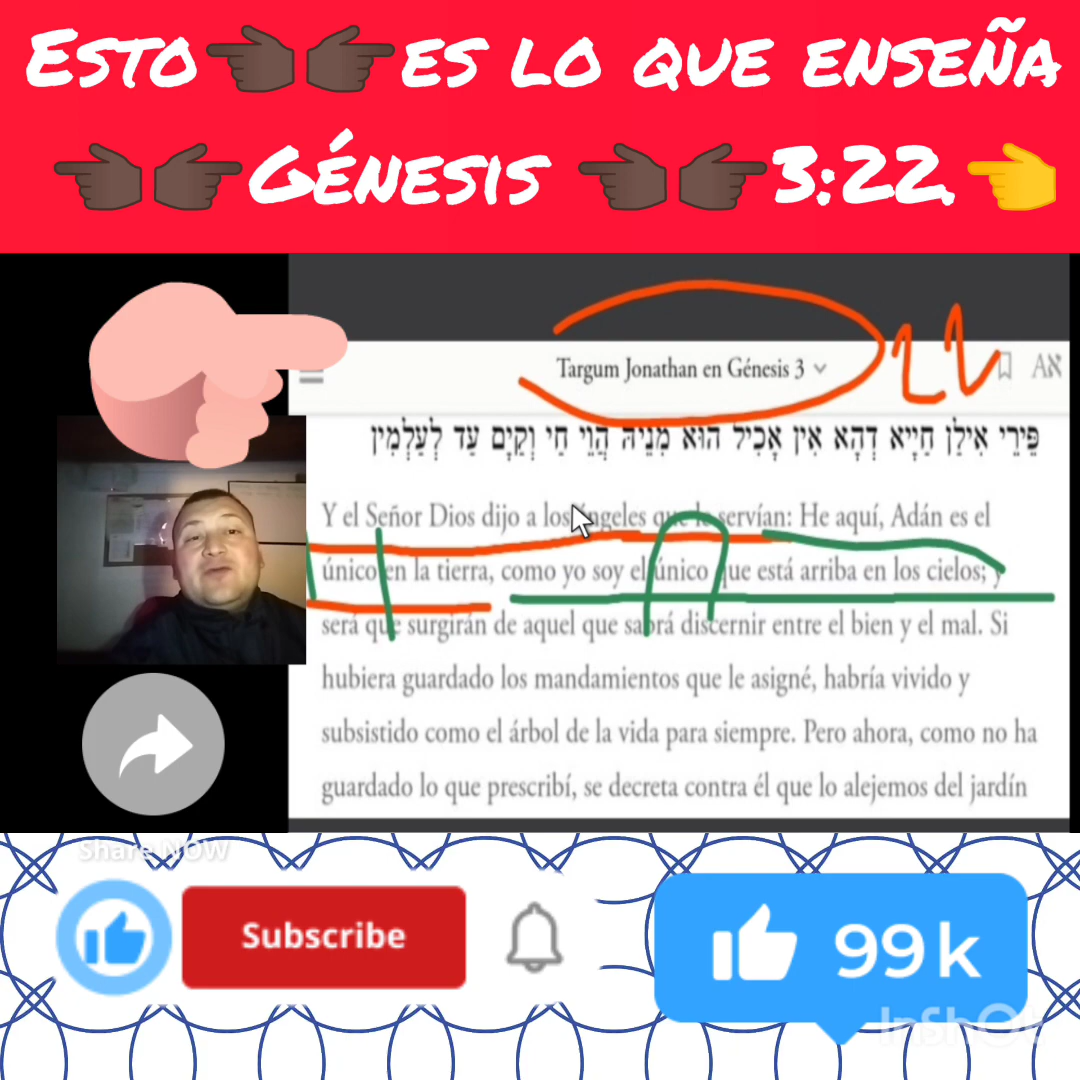 Esto es lo que enseña
Génesis 3:22.
Targum Jonathan en Génesis 3
אA
פֵּירֵי אִילַן חַיָּיא דְהָא אִין אָכִיל הוּא מִנֵיהּ הֲוֵי חַי וְקַיָּם עַד לְעָלְמִין
Y el Señor Dios dijo a los ángeles que le servían: He aquí, Adán es el
único en la tierra, como yo soy el único que está arriba en los cielos; y
será que surgirán de aquel que sabrá discernir entre el bien y el mal. Si
hubiera guardado los mandamientos que le asigné, habría vivido y
subsistido como el árbol de la vida para siempre. Pero ahora, como no ha
guardado lo que prescribí, se decreta contra él que lo alejemos del jardín
Share NOW
Subscribe
99k
InShOt